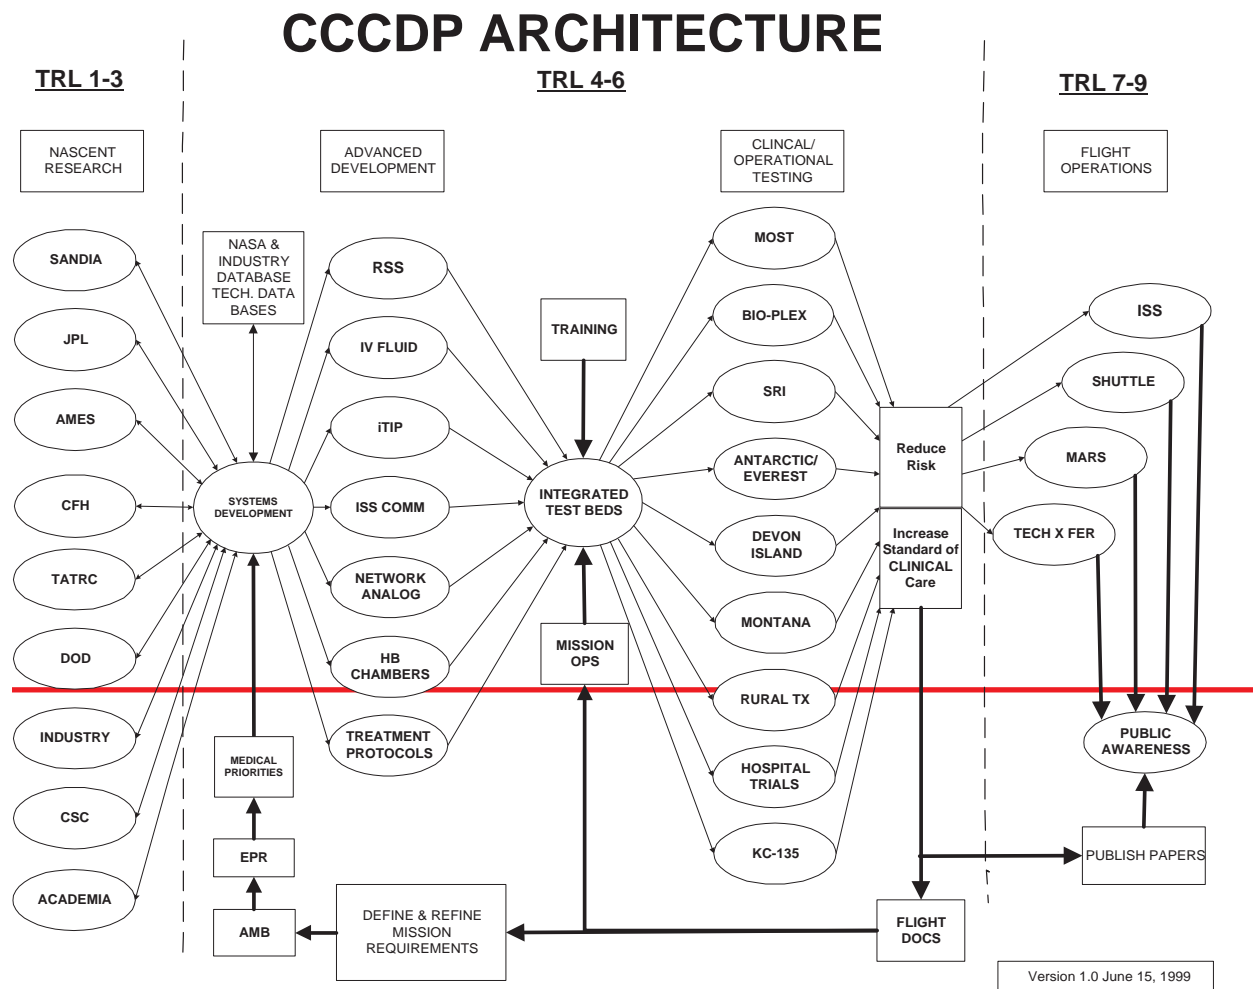 CCCDP ARCHITECTURE
TRL 1-3
TRL 4-6
TRL 7-9
NASCENT
RESEARCH
ADVANCED
DEVELOPMENT
CLINCAL/
OPERATIONAL
TESTING
FLIGHT
OPERATIONS
SANDIA
JPL
AMES
CFH
TATRC
DOD
INDUSTRY
CSC
ACADEMIA
NASA &
INDUSTRY
DATABASE
TECH. DATA
BASES
SYSTEMS
DEVELOPMENT
MEDICAL
PRIORITIES
EPR
AMB
RSS
IV FLUID
iTIP
ISS COMM
NETWORK
ANALOG
HB
CHAMBERS
TREATMENT
PROTOCOLS
DEFINE & REFINE
MISSION
REQUIREMENTS
TRAINING
INTEGRATED
TEST BEDS
MISSION
OPS
MOST
BIO-PLEX
SRI
ANTARCTIC/
EVEREST
DEVON
ISLAND
MONTANA
RURAL TX
HOSPITAL
TRIALS
KC-135
Reduce
Risk
Increase
Standard of
CLINICAL
Care
FLIGHT
DOCS
ISS
SHUTTLE
MARS
TECH X FER
PUBLIC
AWARENESS
PUBLISH PAPERS
Version 1.0 June 15, 1999